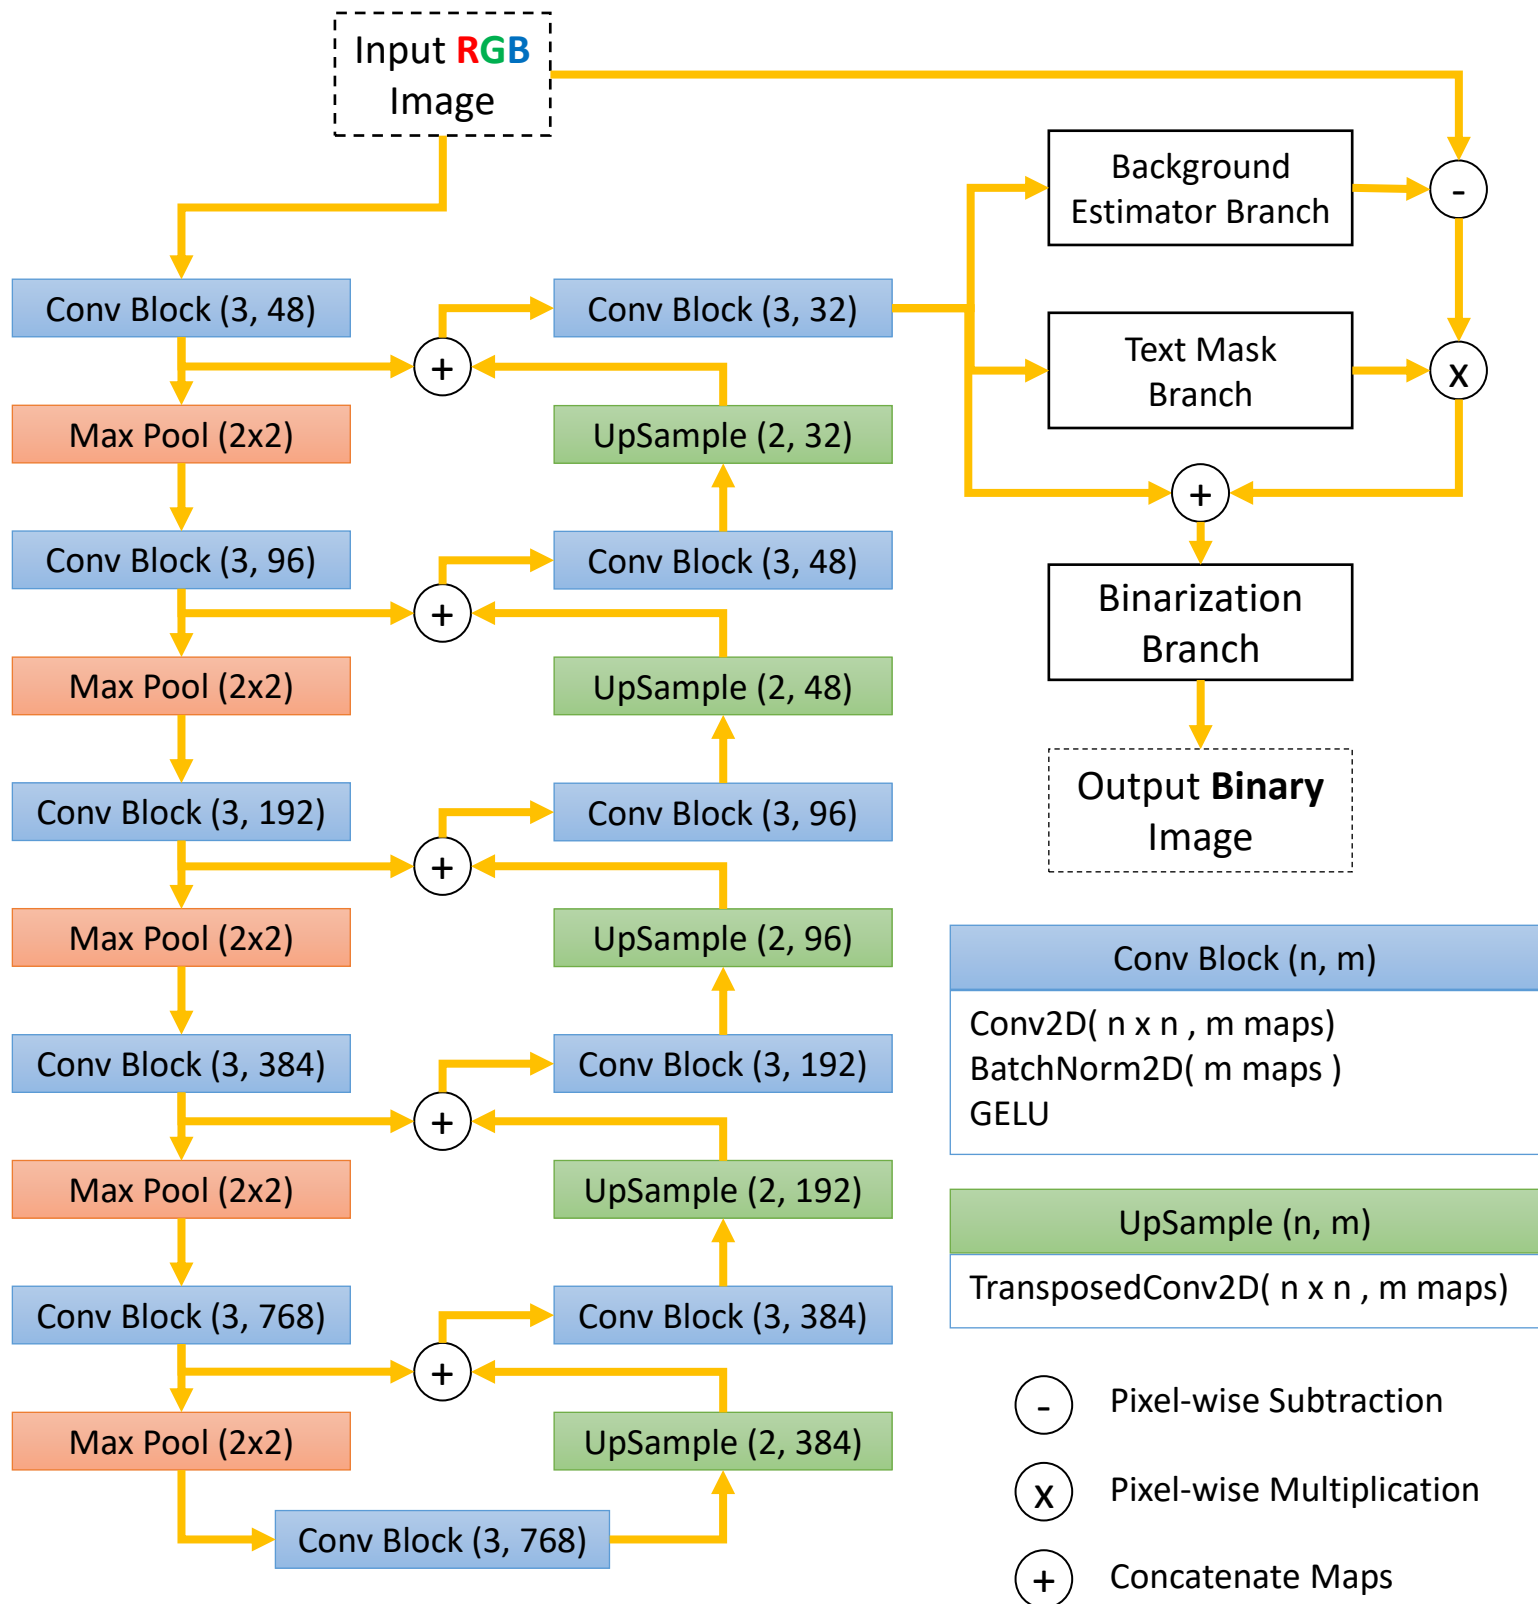 Input RGB
Image
Conv Block (3, 48)
Max Pool (2x2)
Conv Block (3, 96)
Max Pool (2x2)
Conv Block (3, 192)
Max Pool (2x2)
Conv Block (3, 384)
Max Pool (2x2)
Conv Block (3, 768)
Max Pool (2x2)
Conv Block (3, 768)
+
+
+
+
+
Conv Block (3, 32)
UpSample (2, 32)
Conv Block (3, 48)
UpSample (2, 48)
Conv Block (3, 96)
UpSample (2, 96)
Conv Block (3, 192)
UpSample (2, 192)
Conv Block (3, 384)
UpSample (2, 384)
Background
Estimator Branch
-
Text Mask
Branch
x
+
Binarization
Branch
Output Binary
Image
Conv Block (n, m)
Conv2D( n x n , m maps)
BatchNorm2D( m maps )
GELU
UpSample (n, m)
TransposedConv2D( n x n , m maps)
- Pixel-wise Subtraction
x Pixel-wise Multiplication
+ Concatenate Maps